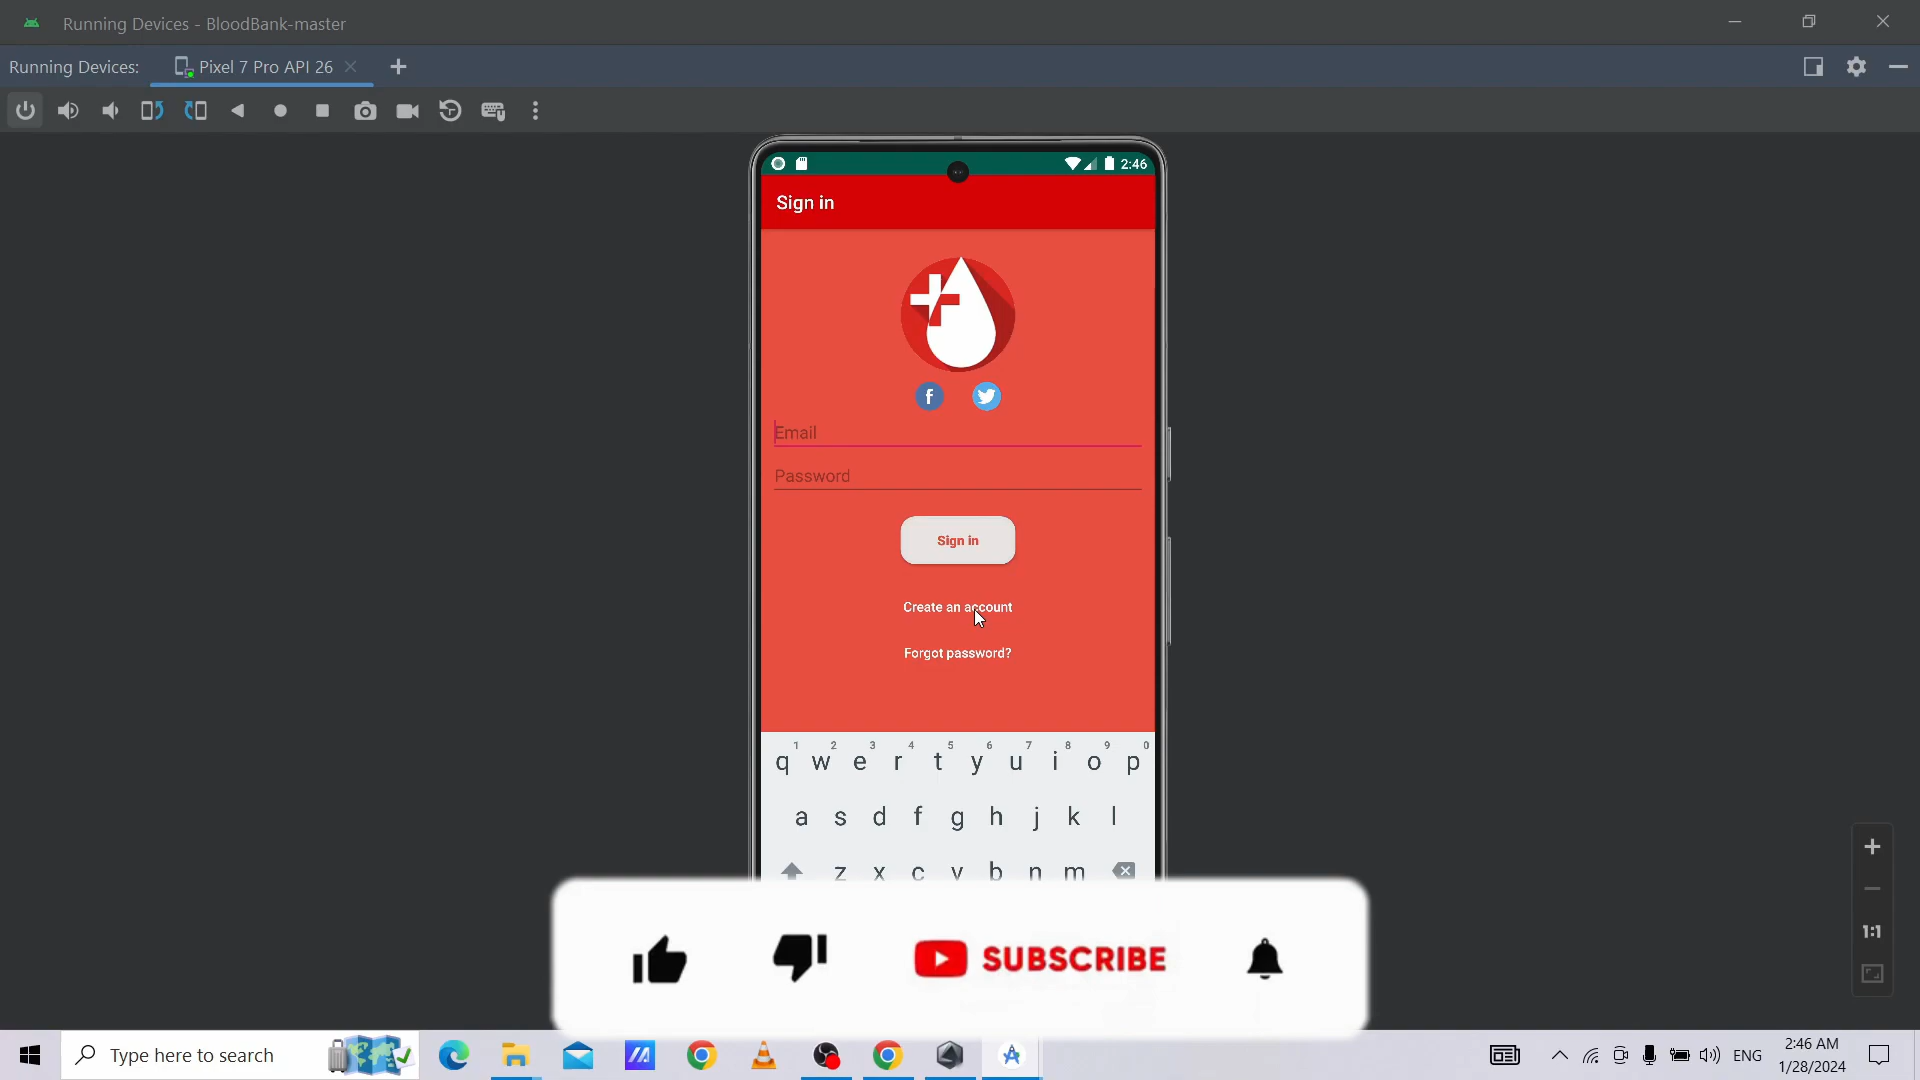 Running Devices - BloodBank-master
Running Devices: Pixel 7 Pro API 26
2:46
Sign in
f
Email
Password
Sign in
Create an account
Forgot password?
1 2 3 4 5 6 7 8 9 0
q w e r t y u i o p
a s d f g h j k l
z x c v b n m
1:1
SUBSCRIBE
Type here to search
ENG
2:46 AM
1/28/2024